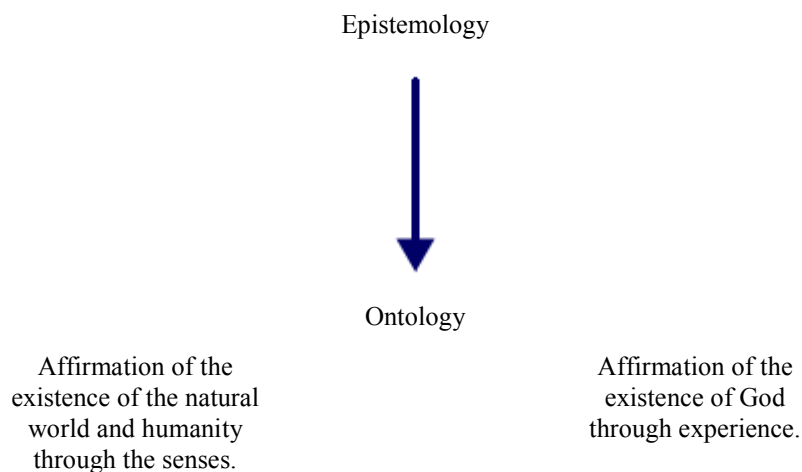 Epistemology
Ontology
Affirmation of the
existence of the natural
world and humanity
through the senses.
Affirmation of the
existence of God
through experience.